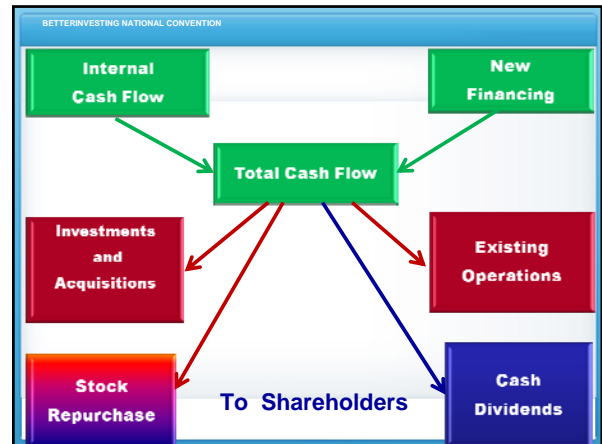 BETTERINVESTING NATIONAL CONVENTION
Internal
Cash Flow
New
Financing
Total Cash Flow
Investments
and
Acquisitions
Existing
Operations
Stock
Repurchase
To Shareholders
Cash
Dividends